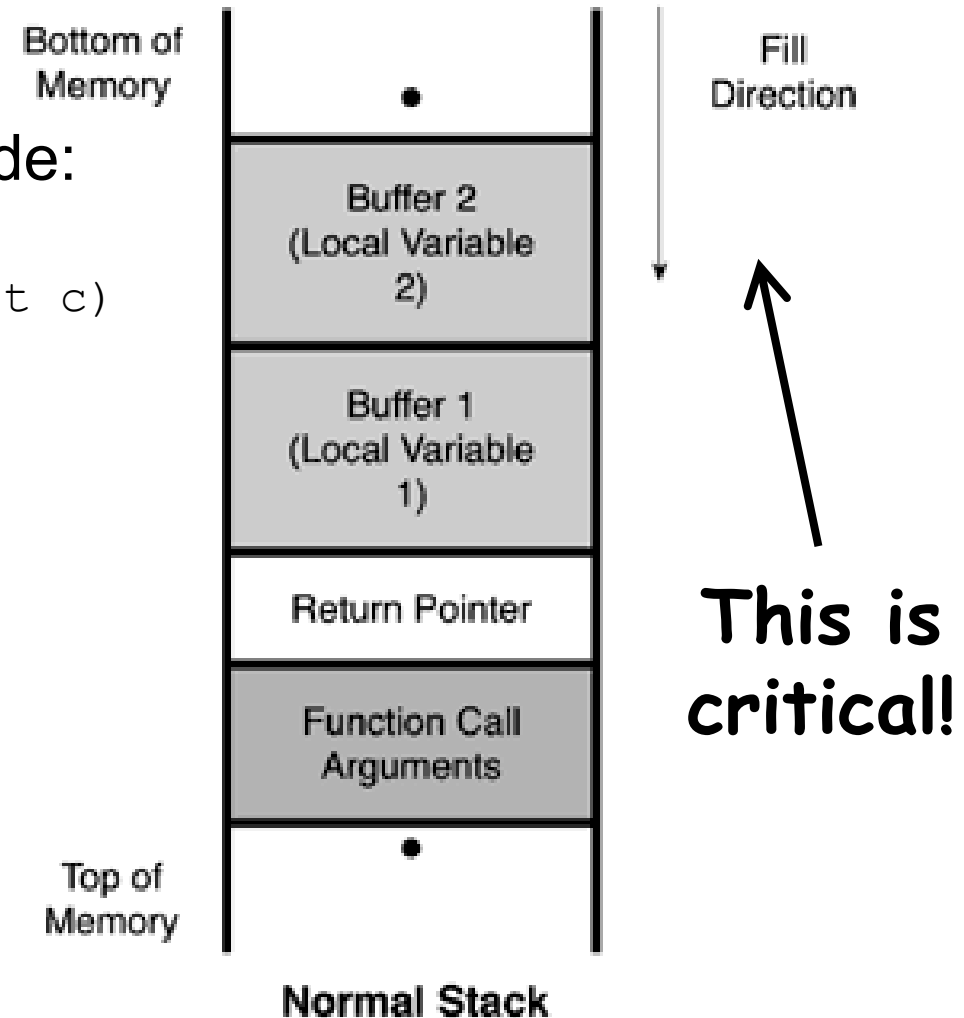 Bottom of
Memory
Fill
Direction
de:
t c)
Buffer 2
(Local Variable
2)
Buffer 1
(Local Variable
1)
Return Pointer
This is
critical!
Function Call
Arguments
Top of
Memory
Normal Stack